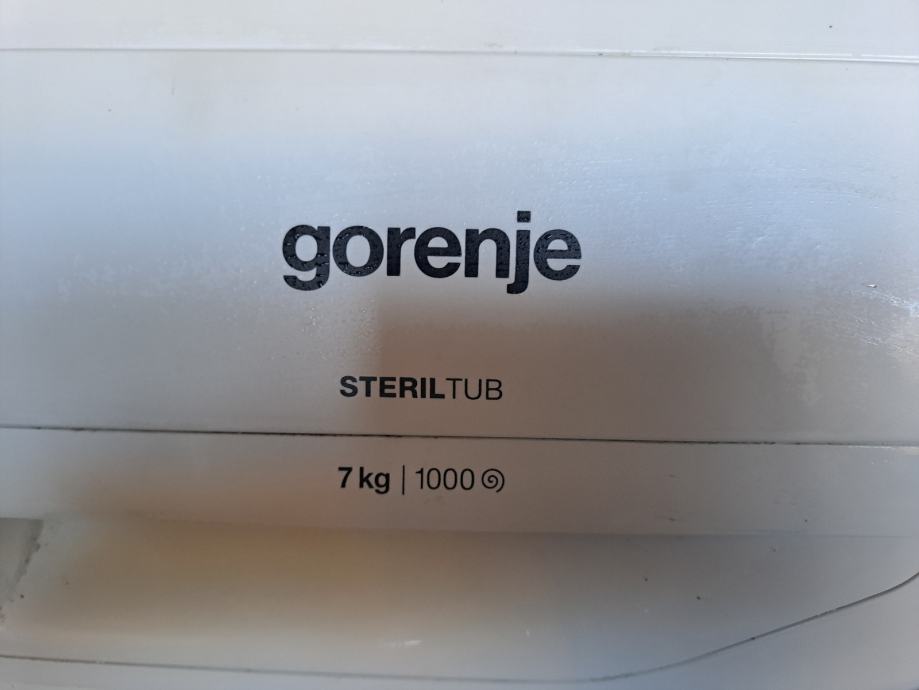 gorenje
STERILTUB
7 kg | 1000